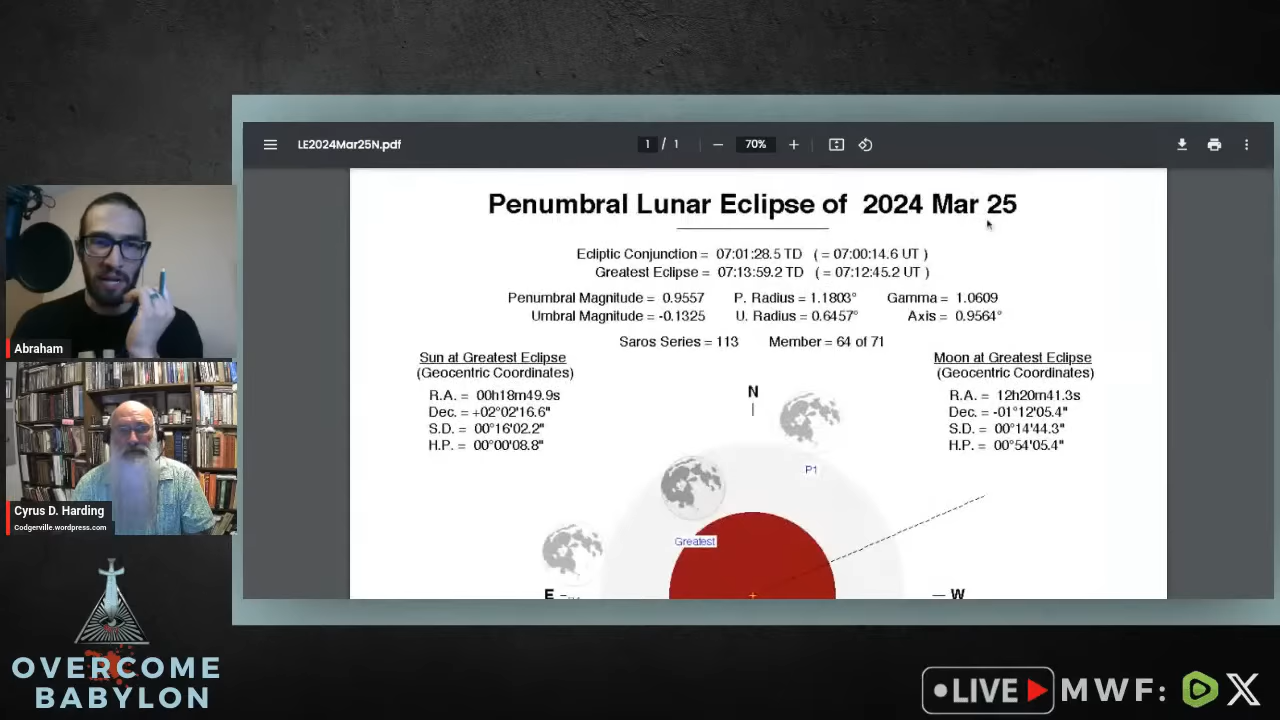 LE2024Mar25N.pdf
1 / 1
70%
Penumbral Lunar Eclipse of 2024 Mar 25
Ecliptic Conjunction = 07:01:28.5 TD ( = 07:00:14.6 UT )
Greatest Eclipse = 07:13:59.2 TD ( = 07:12:45.2 UT )
Penumbral Magnitude = 0.9557 P. Radius = 1.1803° Gamma = 1.0609
Umbral Magnitude = -0.1325 U. Radius = 0.6457° Axis = 0.9564°
Saros Series = 113 Member = 64 of 71
Sun at Greatest Eclipse
(Geocentric Coordinates)
R.A. = 00h18m49.9s
Dec. = +02°02'16.6"
S.D. = 00°16'02.2"
H.P. = 00°00'08.8"
Moon at Greatest Eclipse
(Geocentric Coordinates)
R.A. = 12h20m41.3s
Dec. = -01°12'05.4"
S.D. = 00°14'44.3"
H.P. = 00°54'05.4"
N
P1
Greatest
E
W
Abraham
Cyrus D. Harding
Codgerville.wordpress.com
OVERCOME
BABYLON
LIVE MWF: X